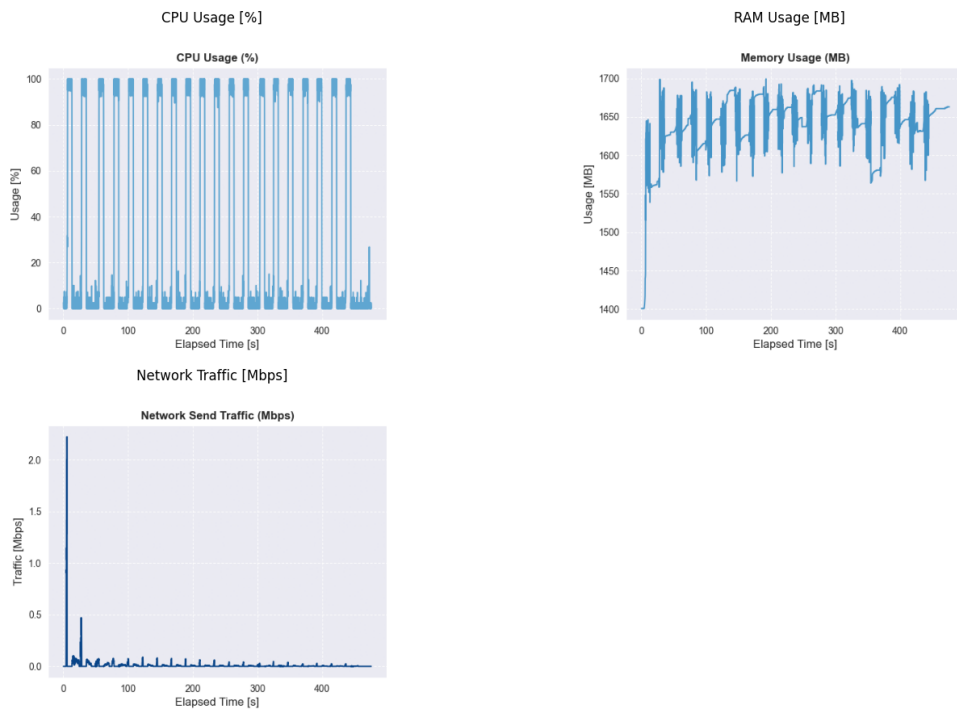 CPU Usage [%]
RAM Usage [MB]
CPU Usage (%)
100
80
60
40
20
0
Usage [%]
0
100
200
300
400
Elapsed Time [s]
Memory Usage (MB)
1700
1650
1600
1550
1500
1450
1400
Usage [MB]
0
100
200
300
400
Elapsed Time [s]
Network Traffic [Mbps]
Network Send Traffic (Mbps)
2.0
1.5
1.0
0.5
0.0
Traffic [Mbps]
0
100
200
300
400
Elapsed Time [s]